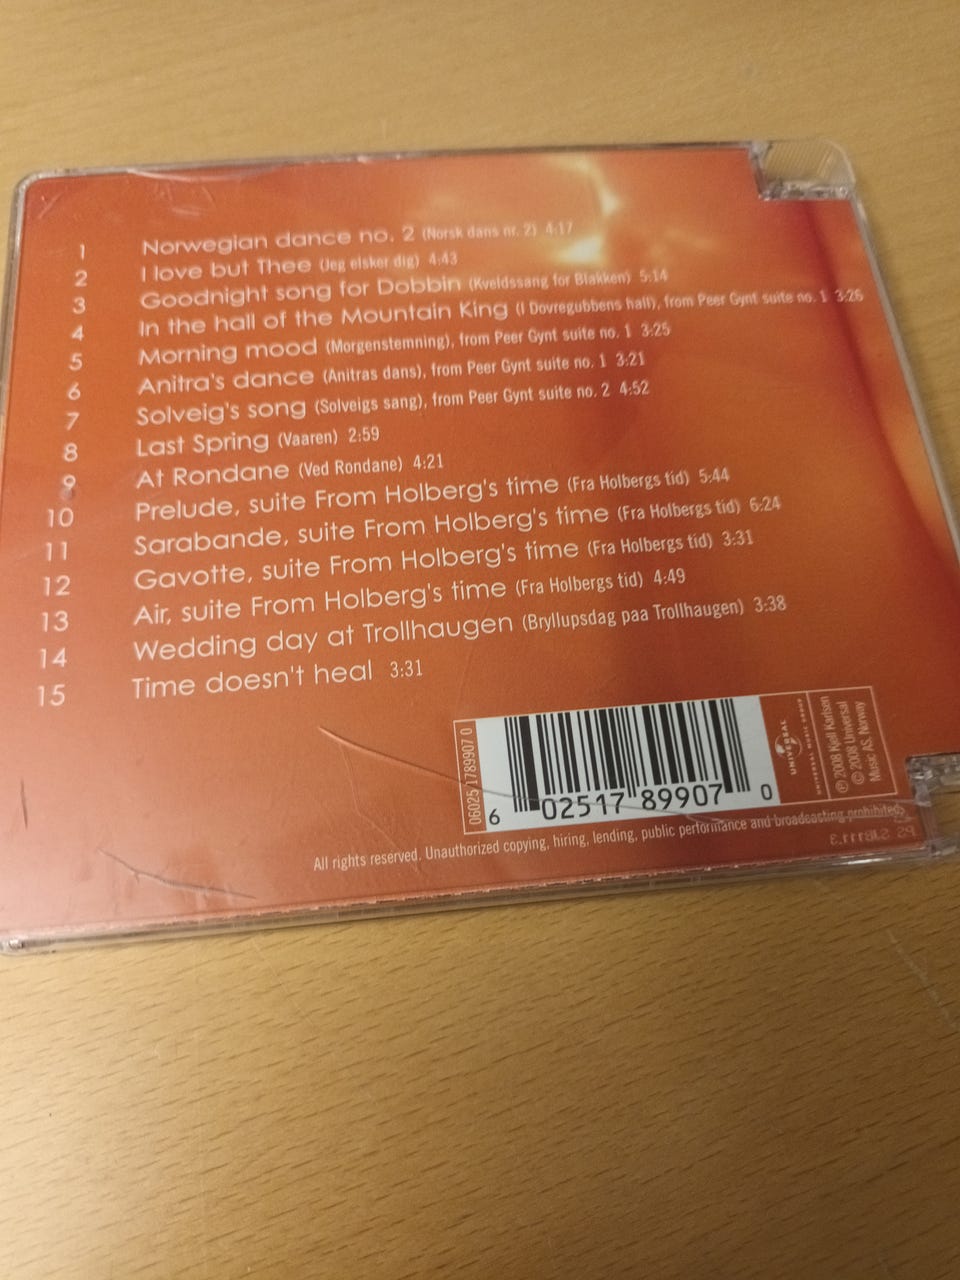 1 Norwegian dance no. 2 (Norsk dans nr. 2) 4:17
2 I love but Thee (Jeg elsker dig) 4:43
3 Goodnight song for Dobbin (Kveldssang for Blakken) 5:14
4 In the hall of the Mountain King (I Dovregubbens hall), from Peer Gynt suite no. 1 3:26
5 Morning mood (Morgenstemning), from Peer Gynt suite no. 1 3:25
6 Anitra's dance (Anitras dans), from Peer Gynt suite no. 1 3:21
7 Solveig's song (Solveigs sang), from Peer Gynt suite no. 2 4:52
8 Last Spring (Vaaren) 2:59
9 At Rondane (Ved Rondane) 4:21
10 Prelude, suite From Holberg's time (Fra Holbergs tid) 5:44
11 Sarabande, suite From Holberg's time (Fra Holbergs tid) 6:24
12 Gavotte, suite From Holberg's time (Fra Holbergs tid) 3:31
13 Air, suite From Holberg's time (Fra Holbergs tid) 4:49
14 Wedding day at Trollhaugen (Bryllupsdag paa Trollhaugen) 3:38
15 Time doesn't heal 3:31
06025 1789907 0
6 02517 89907 0
UNIVERSAL
UNIVERSAL MUSIC GROUP
℗ 2008 Kjell Karlsen
© 2008 Universal
Music AS, Norway
All rights reserved. Unauthorized copying, hiring, lending, public performance and broadcasting prohibited.